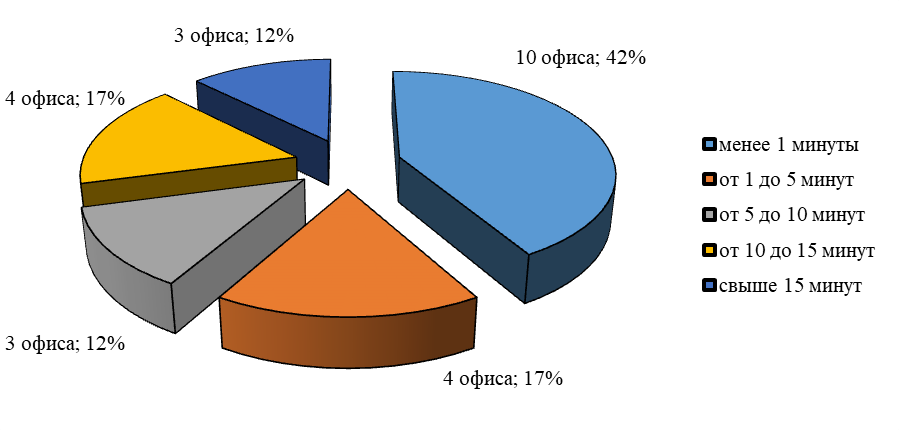 3 офиса; 12%
10 офиса; 42%
4 офиса; 17%
менее 1 минуты
от 1 до 5 минут
от 5 до 10 минут
от 10 до 15 минут
свыше 15 минут
3 офиса; 12%
4 офиса; 17%